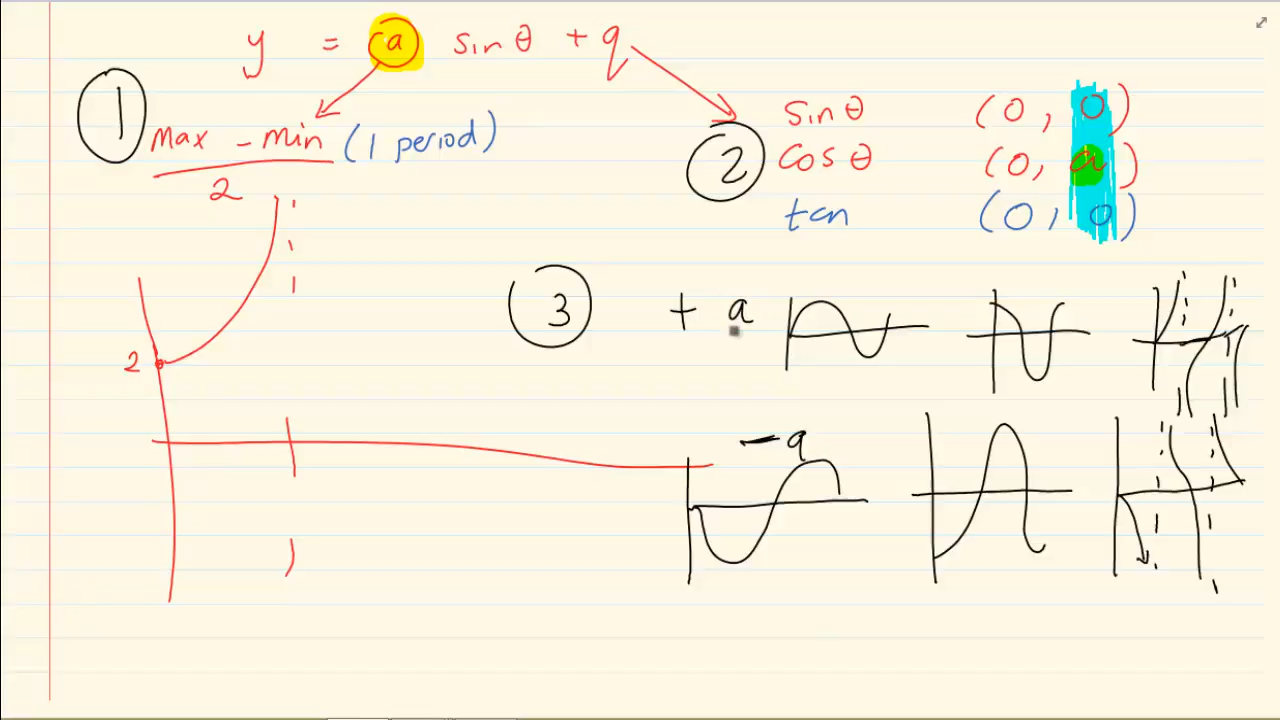 y = a sin θ + q
1
max - min (1 period)
2
2
sin θ (0, 0)
cos θ (0, a)
tan (0, 0)
3
+ a
2
- a